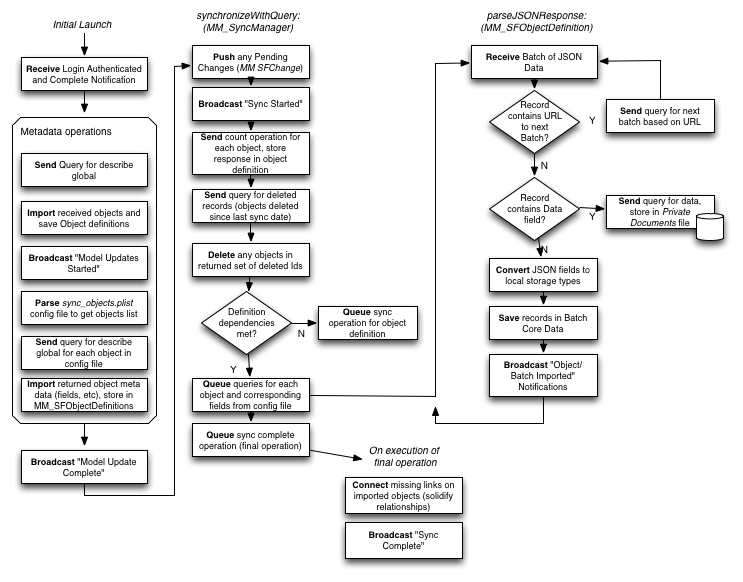 Initial Launch
Receive Login Authenticated
and Complete Notification
Metadata operations
Send Query for describe
global
Import received objects and
save Object definitions
Broadcast "Model Updates
Started"
Parse sync_objects.plist
config file to get objects list
Send query for describe
global for each object in
config file
Import returned object meta
data (fields, etc), store in
MM_SFObjectDefinitions
Broadcast "Model Update
Complete"
synchronizeWithQuery:
(MM_SyncManager)
Push any Pending
Changes (MM SFChange)
Broadcast "Sync Started"
Send count operation for
each object, store
response in object
definition
Send query for deleted
records (objects deleted
since last sync date)
Delete any objects in
returned set of deleted Ids
Definition
dependencies
met?
N
Queue sync
operation for object
definition
Y
Queue queries for each
object and corresponding
fields from config file
Queue sync complete
operation (final operation)
On execution of
final operation
Connect missing links on
imported objects (solidify
relationships)
Broadcast "Sync
Complete"
parseJSONResponse:
(MM_SFObjectDefinition)
Receive Batch of JSON
Data
Record
contains URL
to next
Batch?
Y
Send query for next
batch based on URL
N
Record
contains Data
field?
Y
Send query for data,
store in Private
Documents file
N
Convert JSON fields to
local storage types
Save records in Batch
Core Data
Broadcast "Object/
Batch Imported"
Notifications